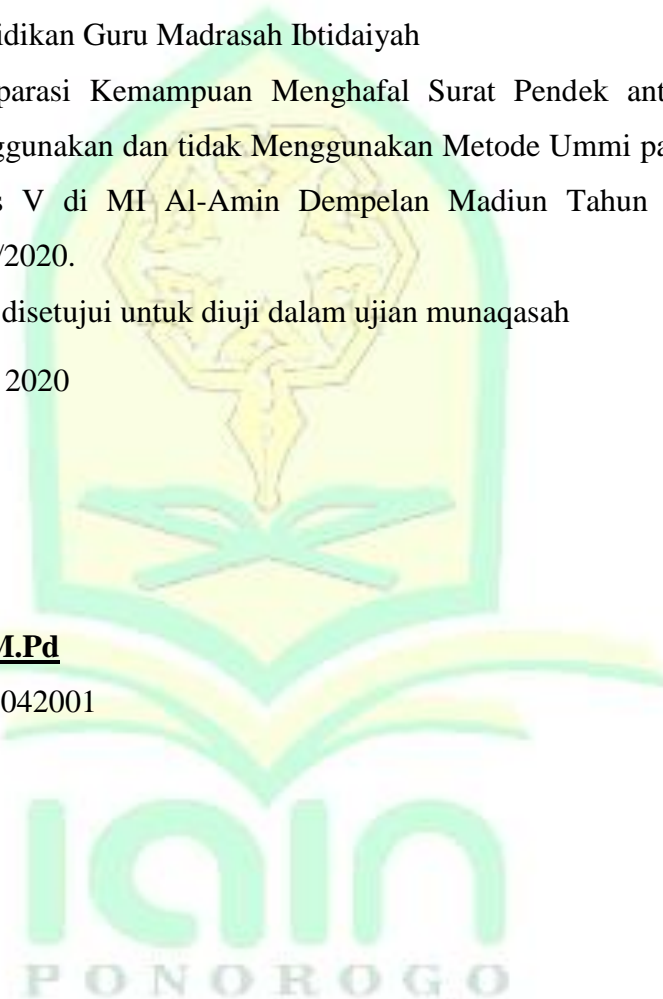 idikan Guru Madrasah Ibtidaiyah
parasi Kemampuan Menghafal Surat Pendek ant
ggunakan dan tidak Menggunakan Metode Ummi pa
s V di MI Al-Amin Dempelan Madiun Tahun
/2020.
disetujui untuk diuji dalam ujian munaqasah
2020
M.Pd
042001
iain
PONOROGO